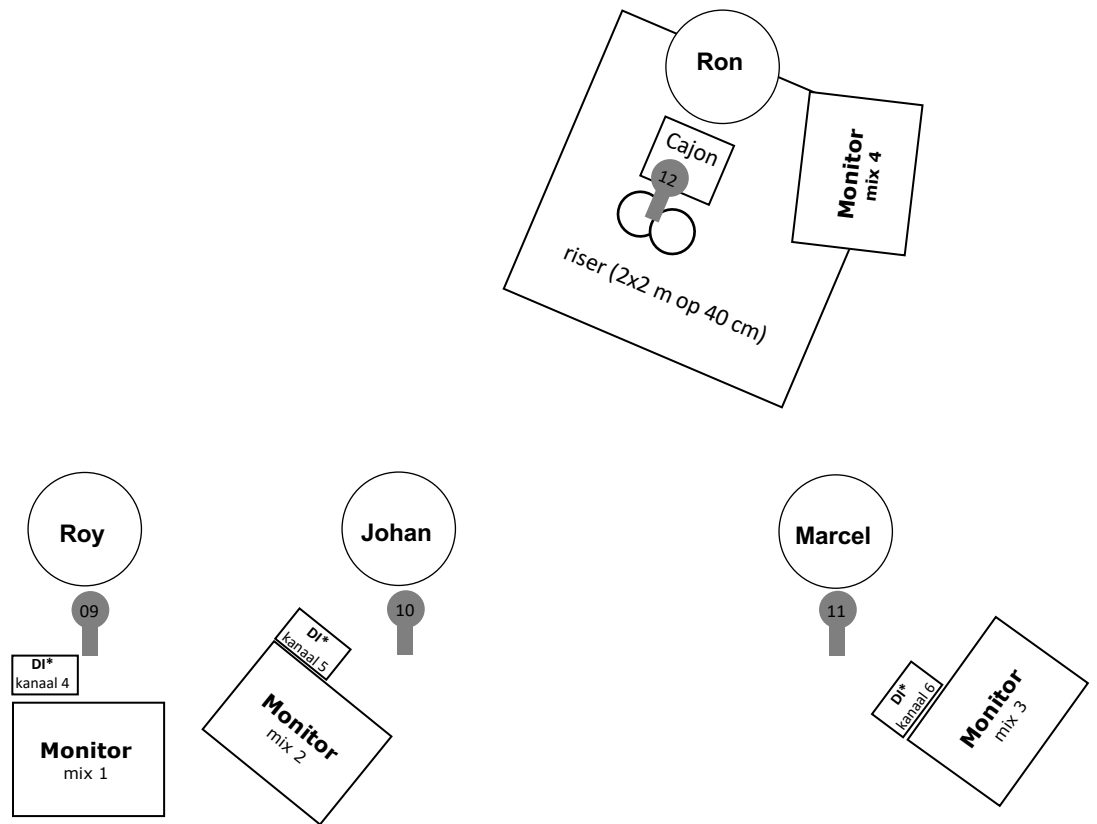 Ron
Cajon
12
Monitor
mix 4
riser (2x2 m op 40 cm)
Roy
Johan
Marcel
09
10
11
DI*
kanaal 4
DI*
kanaal 5
DI*
kanaal 6
Monitor
mix 1
Monitor
mix 2
Monitor
mix 3